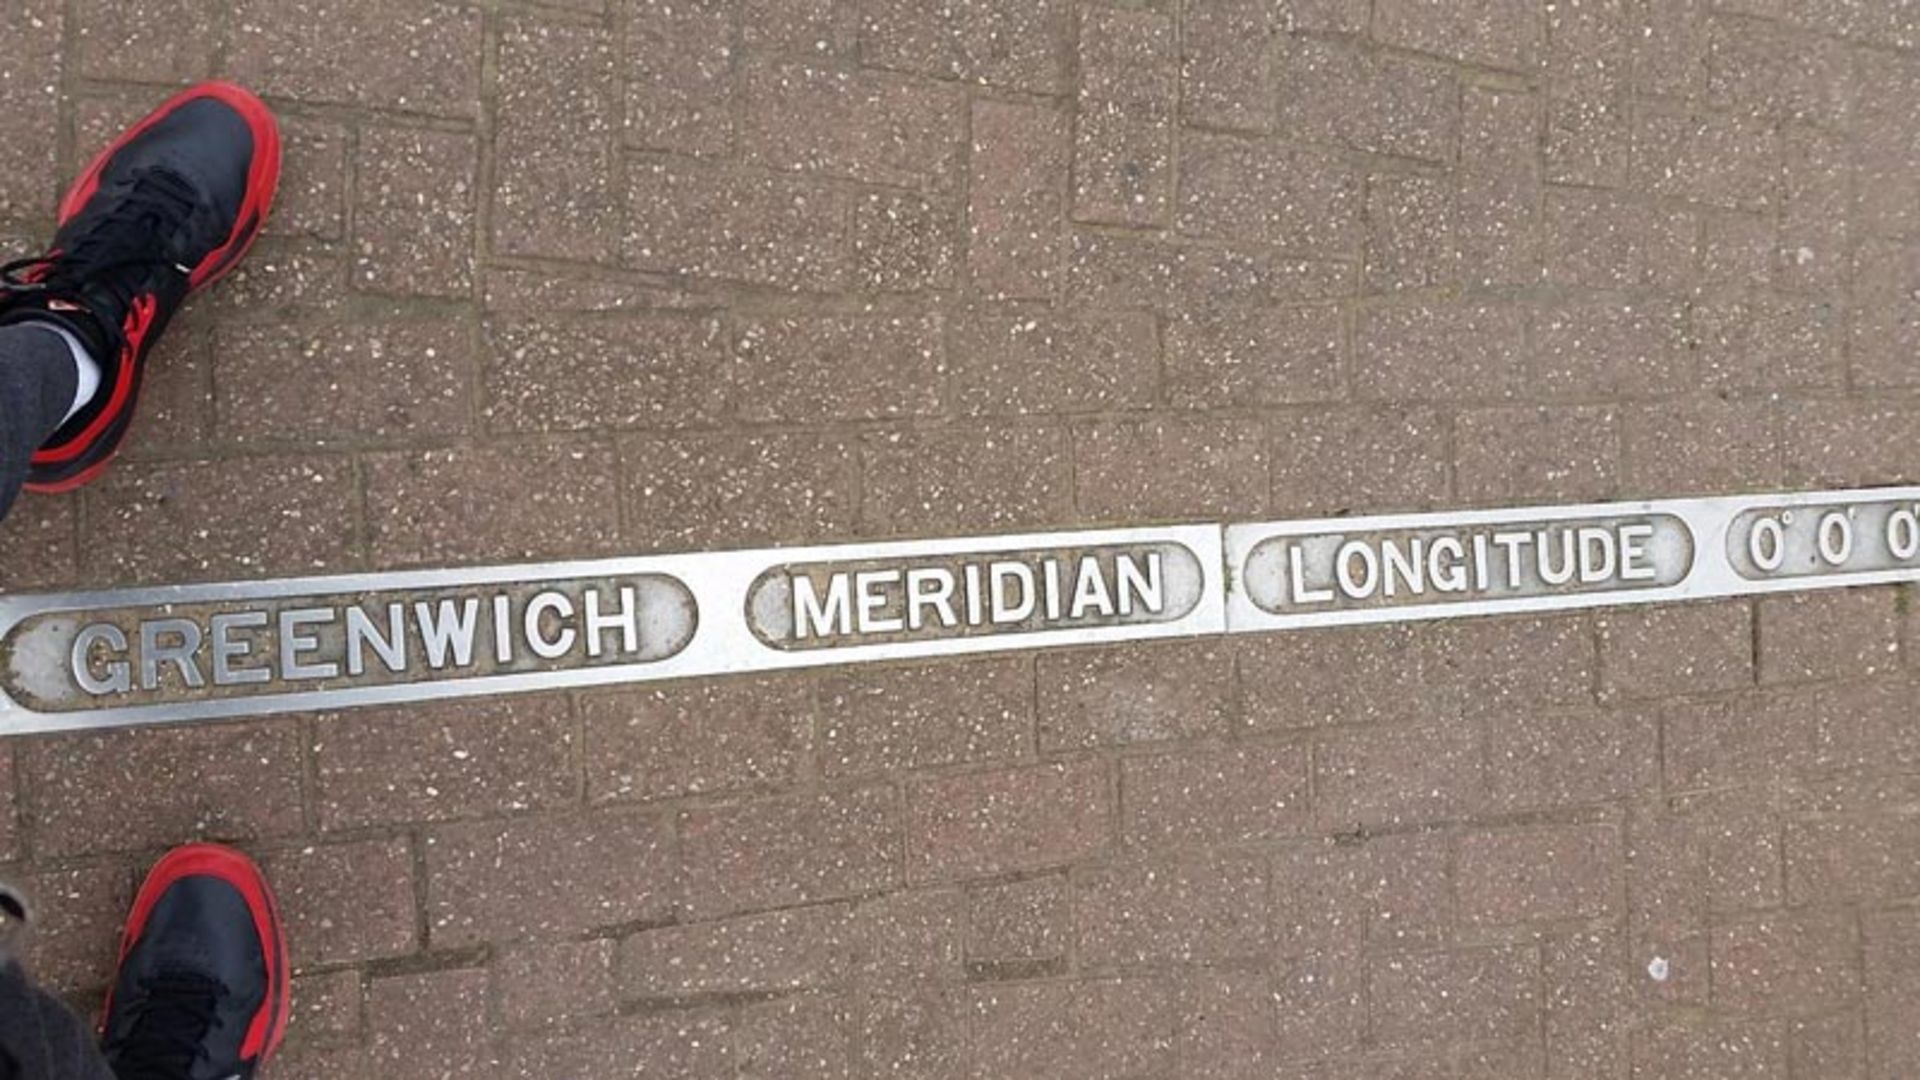 GREENWICH MERIDIAN LONGITUDE 0° 0' 0"